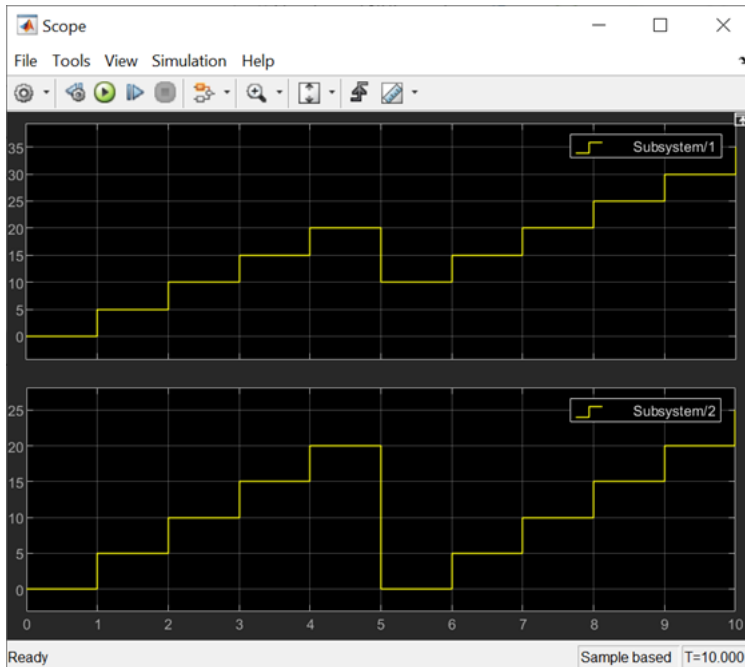 Scope
File Tools View Simulation Help
Subsystem/1
35
30
25
20
15
10
5
0
Subsystem/2
25
20
15
10
5
0
0 1 2 3 4 5 6 7 8 9 10
Ready Sample based T=10.000